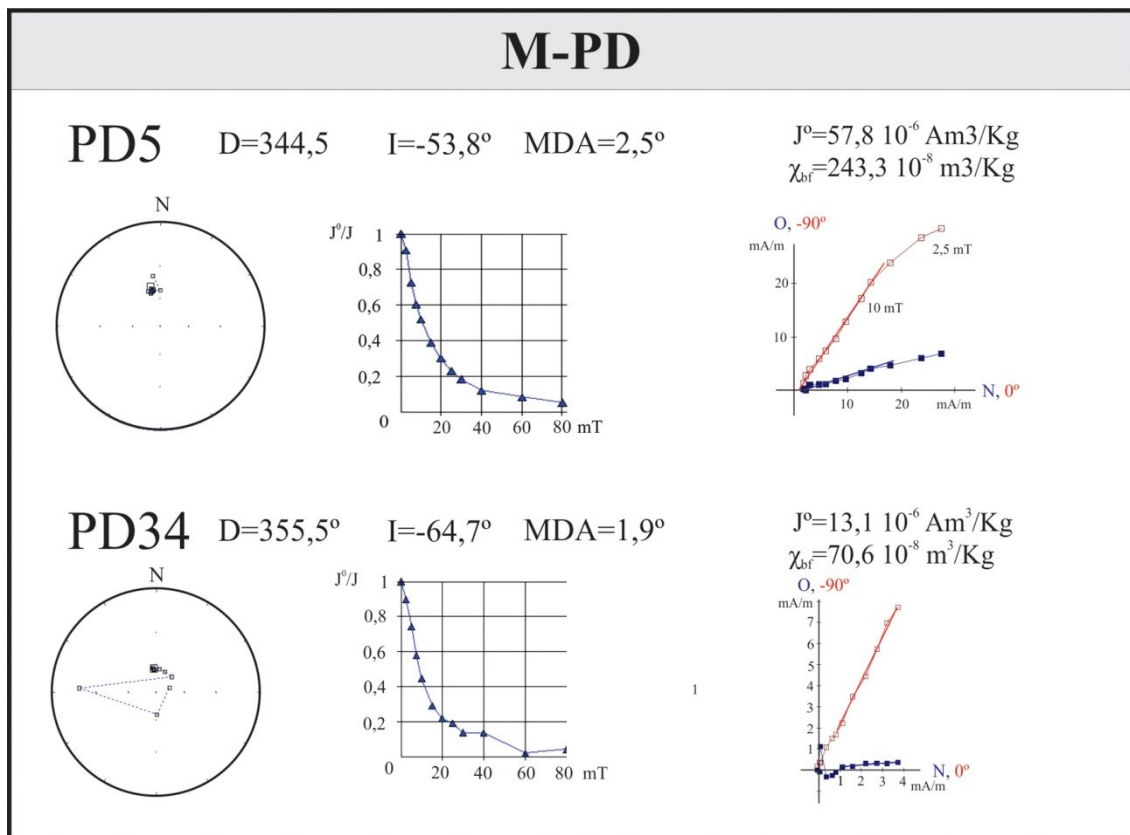 M-PD
PD5 D=344,5 I=-53,8º MDA=2,5º
Jº=57,8 10⁻⁶ Am3/Kg
χbf=243,3 10⁻⁸ m3/Kg
N
J⁰/J
1
0,8
0,6
0,4
0,2
0
20 40 60 80 mT
O, -90º
mA/m
20
10
2,5 mT
10 mT
N, 0º
10 20 mA/m
PD34 D=355,5º I=-64,7º MDA=1,9º
Jº=13,1 10⁻⁶ Am³/Kg
χbf=70,6 10⁻⁸ m³/Kg
N
J⁰/J
1
0,8
0,6
0,4
0,2
0
20 40 60 80 mT
1
O, -90º
mA/m
7
6
5
4
3
2
1
N, 0º
1 2 3 4
mA/m